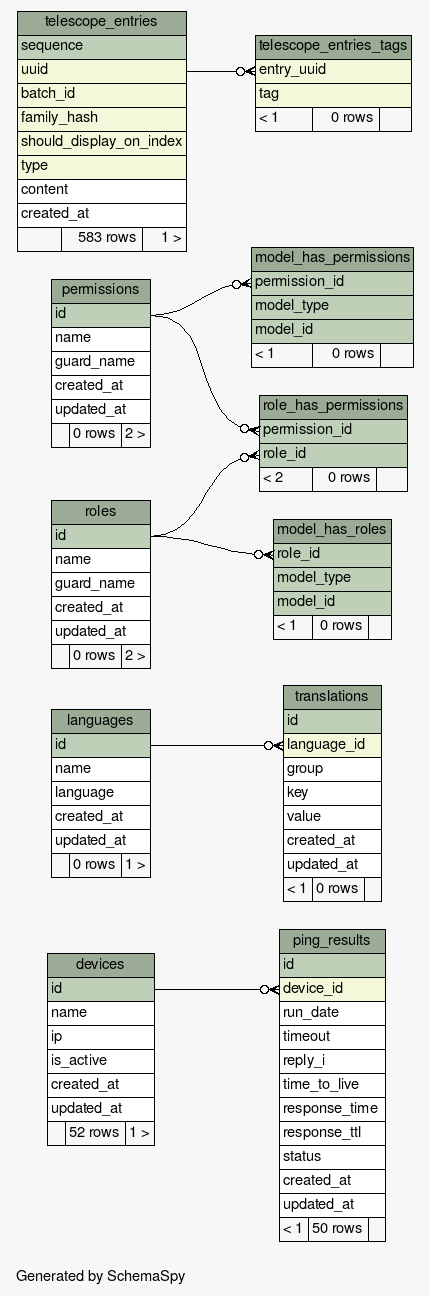 telescope_entries
sequence
uuid
batch_id
family_hash
should_display_on_index
type
content
created_at
583 rows 1 >
telescope_entries_tags
entry_uuid
tag
< 1 0 rows
permissions
id
name
guard_name
created_at
updated_at
0 rows 2 >
model_has_permissions
permission_id
model_type
model_id
< 1 0 rows
role_has_permissions
permission_id
role_id
< 2 0 rows
roles
id
name
guard_name
created_at
updated_at
0 rows 2 >
model_has_roles
role_id
model_type
model_id
< 1 0 rows
languages
id
name
language
created_at
updated_at
0 rows 1 >
translations
id
language_id
group
key
value
created_at
updated_at
< 1 0 rows
devices
id
name
ip
is_active
created_at
updated_at
52 rows 1 >
ping_results
id
device_id
run_date
timeout
reply_i
time_to_live
response_time
response_ttl
status
created_at
updated_at
< 1 50 rows
Generated by SchemaSpy